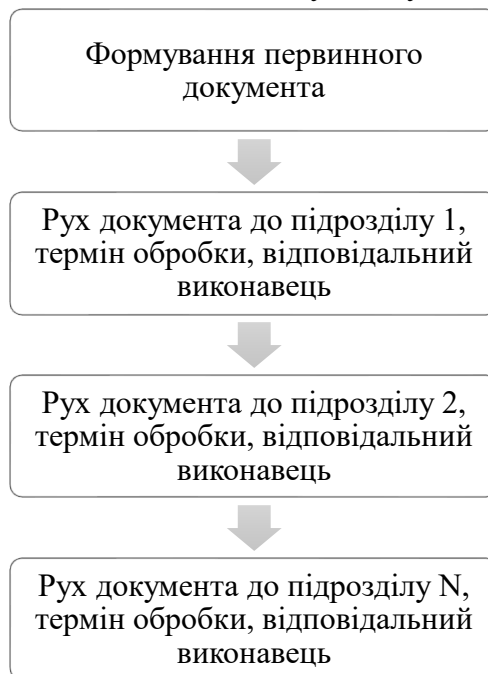 Формування первинного
документа
Рух документа до підрозділу 1,
термін обробки, відповідальний
виконавець
Рух документа до підрозділу 2,
термін обробки, відповідальний
виконавець
Рух документа до підрозділу N,
термін обробки, відповідальний
виконавець